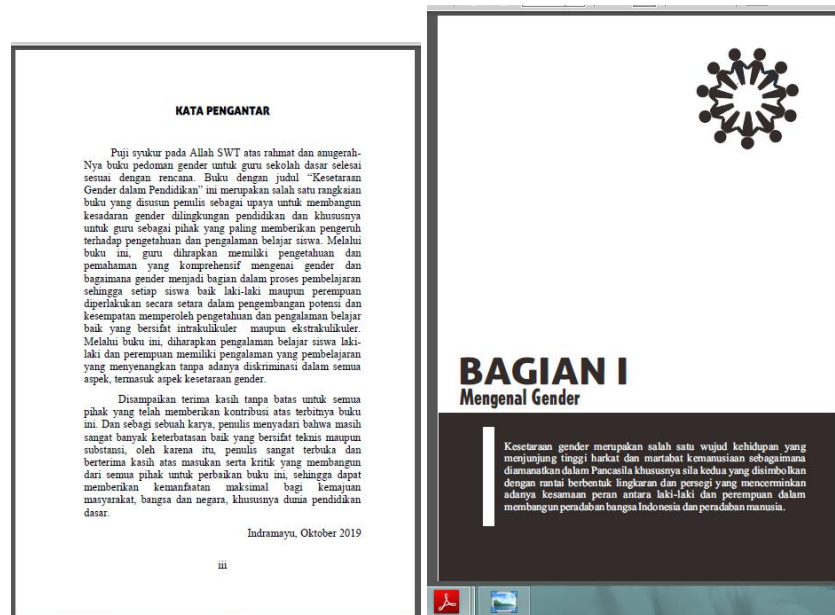 KATA PENGANTAR
Puji syukur pada Allah SWT atas rahmat dan anugerah-
Nya buku pedoman gender untuk guru sekolah dasar selesai
sesuai dengan rencana. Buku dengan judul “Kesetaraan
Gender dalam Pendidikan” ini merupakan salah satu rangkaian
buku yang disusun penulis sebagai upaya untuk membangun
kesadaran gender dilingkungan pendidikan dan khususnya
untuk guru sebagai pihak yang paling memberikan pengeruh
terhadap pengetahuan dan pengalaman belajar siswa. Melalui
buku ini, guru dihrapkan memiliki pengetahuan dan
pemahaman yang komprehensif mengenai gender dan
bagaimana gender menjadi bagian dalam proses pembelajaran
sehingga setiap siswa baik laki-laki maupun perempuan
diperlakukan secara setara dalam pengembangan potensi dan
kesempatan memperoleh pengetahuan dan pengalaman belajar
baik yang bersifat intrakulikuler maupun ekstrakulikuler.
Melalui buku ini, diharapkan pengalaman belajar siswa laki-
laki dan perempuan memiliki pengalaman yang pembelajaran
yang menyenangkan tanpa adanya diskriminasi dalam semua
aspek, termasuk aspek kesetaraan gender.
Disampaikan terima kasih tanpa batas untuk semua
pihak yang telah memberikan kontribusi atas terbitnya buku
ini. Dan sebagi sebuah karya, penulis menyadari bahwa masih
sangat banyak keterbatasan baik yang bersifat teknis maupun
substansi, oleh karena itu, penulis sangat terbuka dan
berterima kasih atas masukan serta kritik yang membangun
dari semua pihak untuk perbaikan buku ini, sehingga dapat
memberikan kemanfaatan maksimal bagi kemajuan
masyarakat, bangsa dan negara, khususnya dunia pendidikan
dasar.
Indramayu, Oktober 2019
iii
BAGIAN I
Mengenal Gender
Kesetaraan gender merupakan salah satu wujud kehidupan yang
menjunjung tinggi harkat dan martabat kemanusiaan sebagaimana
diamanatkan dalam Pancasila khususnya sila kedua yang disimbolkan
dengan rantai berbentuk lingkaran dan persegi yang mencerminkan
adanya kesamaan peran antara laki-laki dan perempuan dalam
membangun peradaban bangsa Indonesia dan peradaban manusia.